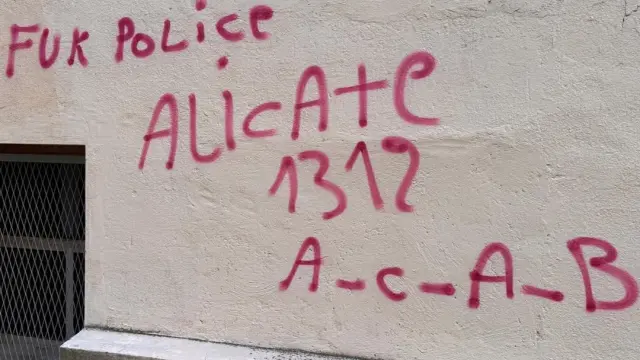 FUK POLice
ALicAte
1312
A-c-A-B